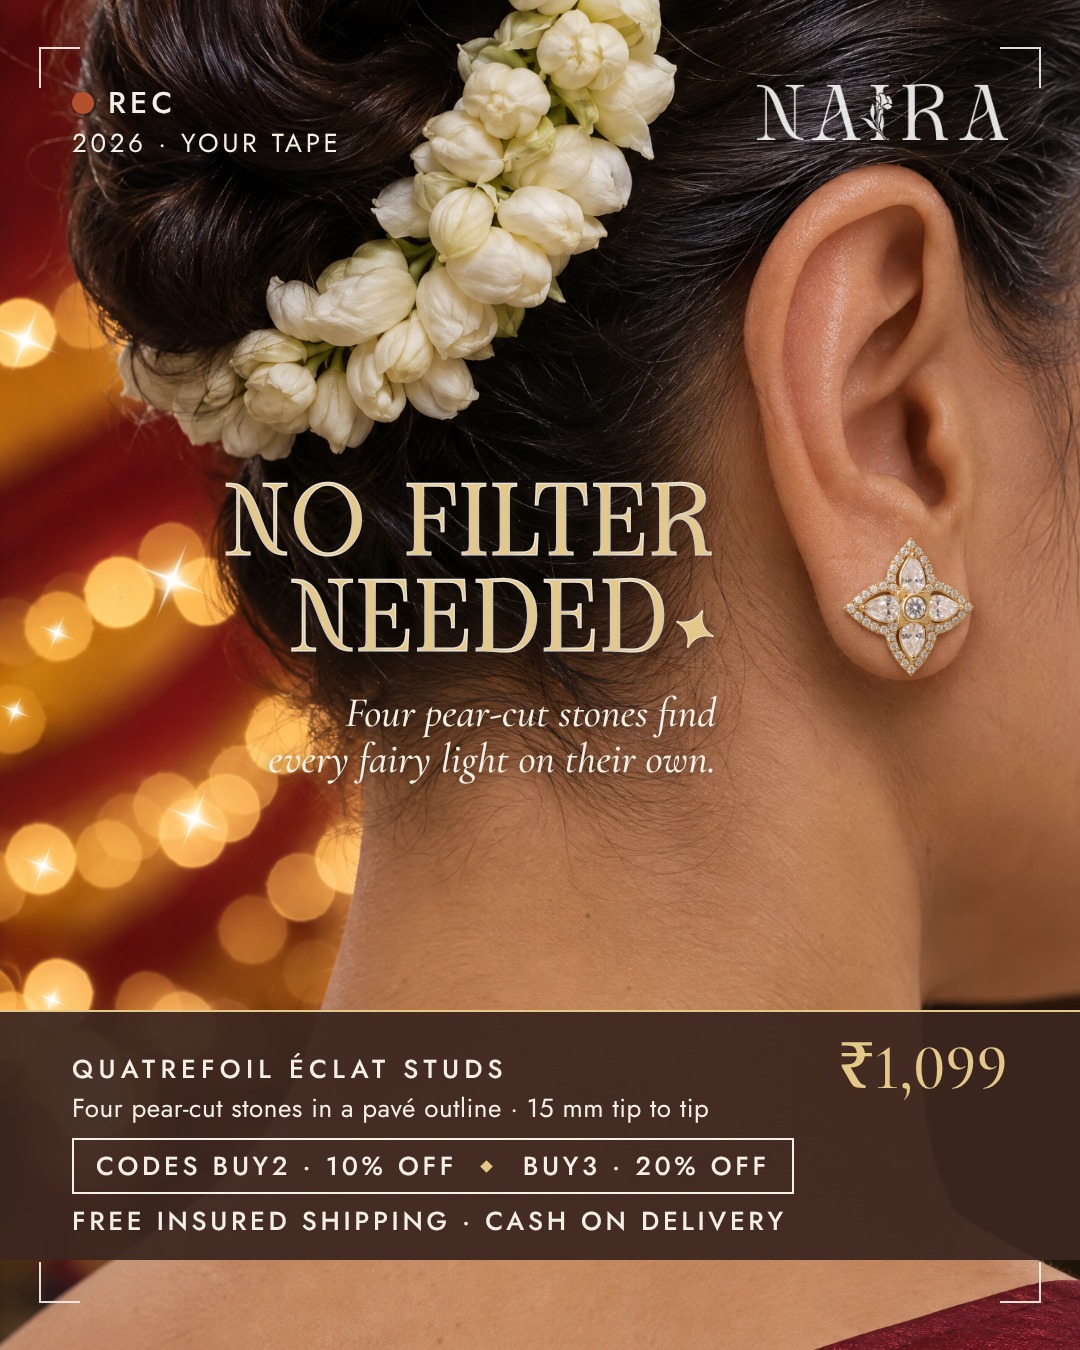 REC
2026 · YOUR TAPE
NAIRA
NO FILTER
NEEDED
Four pear-cut stones find
every fairy light on their own.
QUATREFOIL ÉCLAT STUDS
₹1,099
Four pear-cut stones in a pavé outline · 15 mm tip to tip
CODES BUY2 · 10% OFF ◆ BUY3 · 20% OFF
FREE INSURED SHIPPING · CASH ON DELIVERY